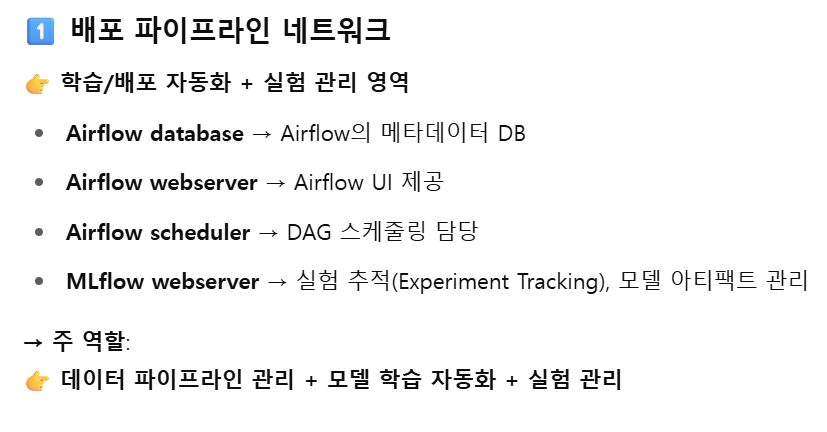 1️⃣ 배포 파이프라인 네트워크
👉 학습/배포 자동화 + 실험 관리 영역
• Airflow database → Airflow의 메타데이터 DB
• Airflow webserver → Airflow UI 제공
• Airflow scheduler → DAG 스케줄링 담당
• MLflow webserver → 실험 추적(Experiment Tracking), 모델 아티팩트 관리
→ 주 역할:
👉 데이터 파이프라인 관리 + 모델 학습 자동화 + 실험 관리